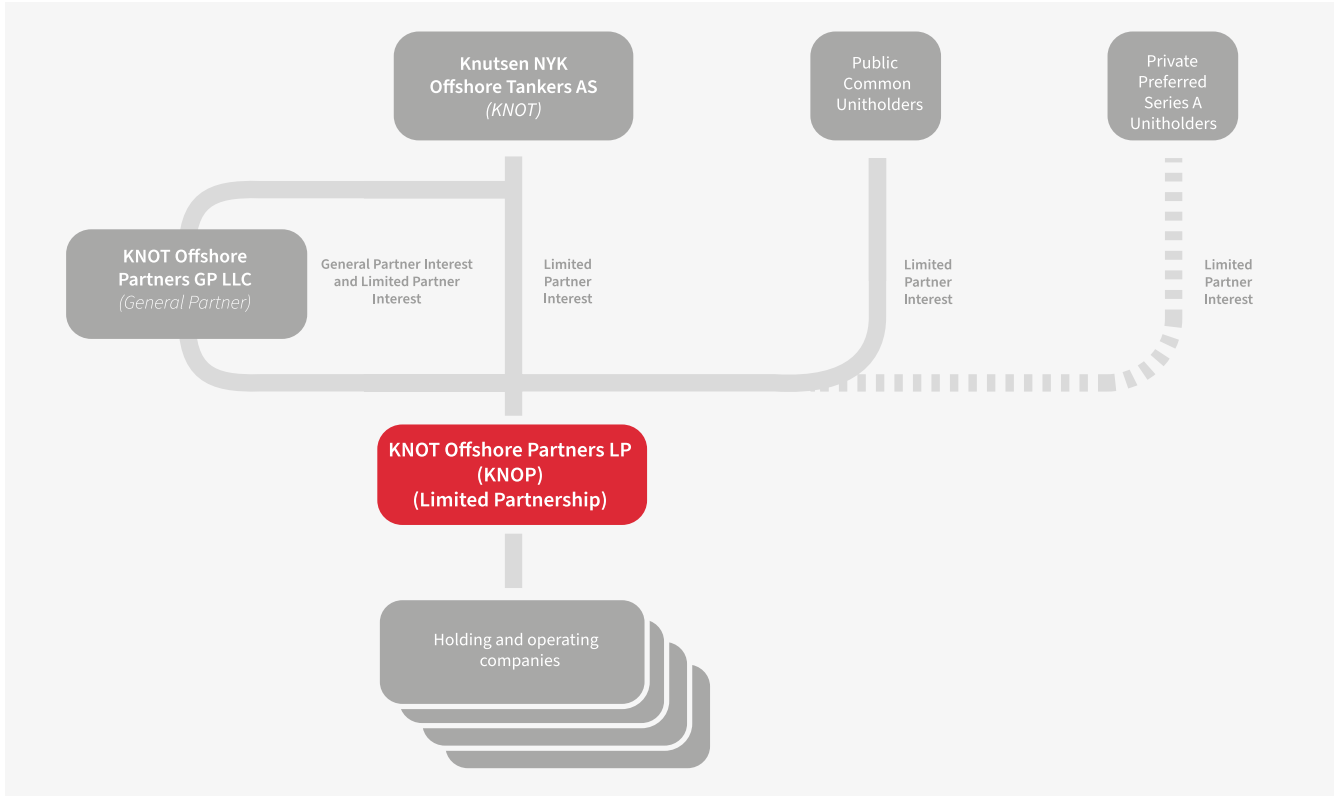 Knutsen NYK
Offshore Tankers AS
(KNOT)
Public
Common
Unitholders
Private
Preferred
Series A
Unitholders
KNOT Offshore
Partners GP LLC
(General Partner)
General Partner Interest
and Limited Partner
Interest
Limited
Partner
Interest
Limited
Partner
Interest
Limited
Partner
Interest
KNOT Offshore Partners LP
(KNOP)
(Limited Partnership)
Holding and operating
companies